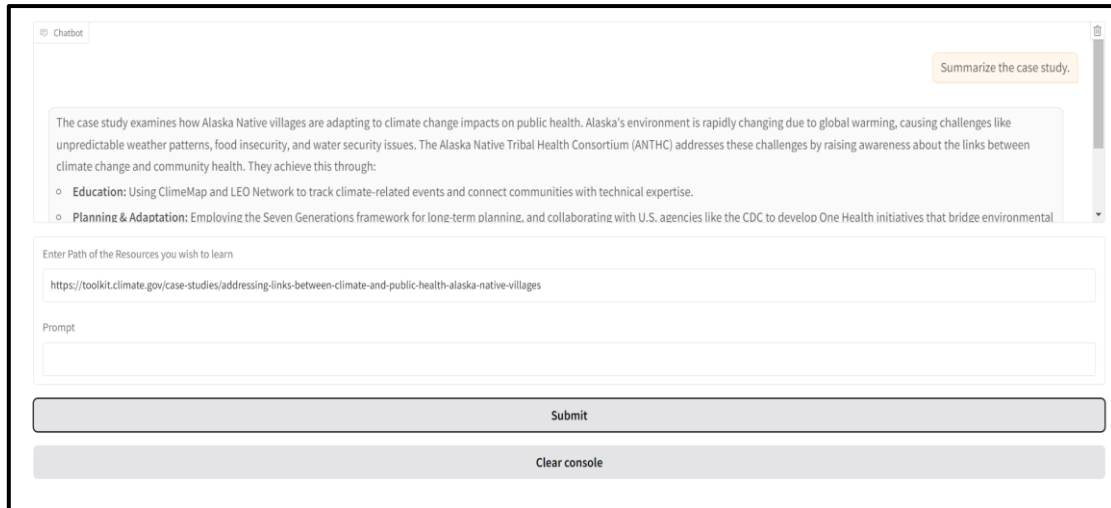 Chatbot
Summarize the case study.
The case study examines how Alaska Native villages are adapting to climate change impacts on public health. Alaska's environment is rapidly changing due to global warming, causing challenges like
unpredictable weather patterns, food insecurity, and water security issues. The Alaska Native Tribal Health Consortium (ANTHC) addresses these challenges by raising awareness about the links between
climate change and community health. They achieve this through:
Education: Using ClimeMap and LEO Network to track climate-related events and connect communities with technical expertise.
Planning & Adaptation: Employing the Seven Generations framework for long-term planning, and collaborating with U.S. agencies like the CDC to develop One Health initiatives that bridge environmental
Enter Path of the Resources you wish to learn
https://toolkit.climate.gov/case-studies/addressing-links-between-climate-and-public-health-alaska-native-villages
Prompt
Submit
Clear console